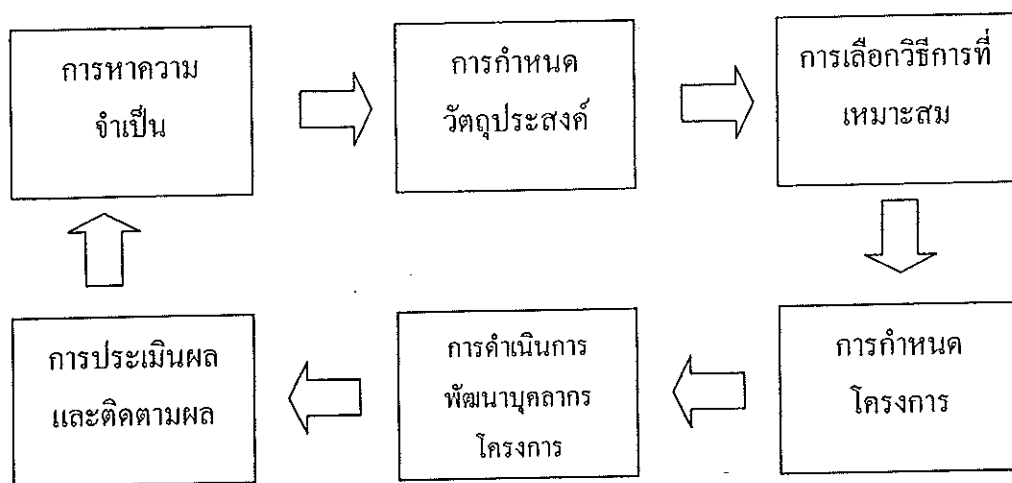 การหาความ
จำเป็น
การกำหนด
วัตถุประสงค์
การเลือกวิธีการที่
เหมาะสม
การกำหนด
โครงการ
การดำเนินการ
พัฒนาบุคลากร
โครงการ
การประเมินผล
และติดตามผล